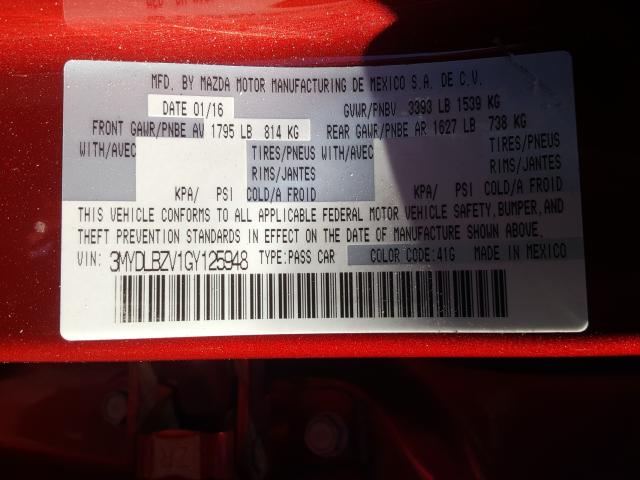 MFD. BY MAZDA MOTOR MANUFACTURING DE MEXICO S.A. DE C.V.
DATE 01/16 GVWR/PNBV 3393 LB 1539 KG
FRONT GAWR/PNBE AV 1795 LB 814 KG REAR GAWR/PNBE AR 1627 LB 738 KG
WITH/AVEC TIRES/PNEUS WITH/AVEC TIRES/PNEUS
RIMS/JANTES RIMS/JANTES
KPA/ PSI COLD/A FROID KPA/ PSI COLD/A FROID
THIS VEHICLE CONFORMS TO ALL APPLICABLE FEDERAL MOTOR VEHICLE SAFETY, BUMPER, AND
THEFT PREVENTION STANDARDS IN EFFECT ON THE DATE OF MANUFACTURE SHOWN ABOVE.
VIN: 3MYDLBZV1GY125948 TYPE: PASS CAR COLOR CODE: 41G MADE IN MEXICO